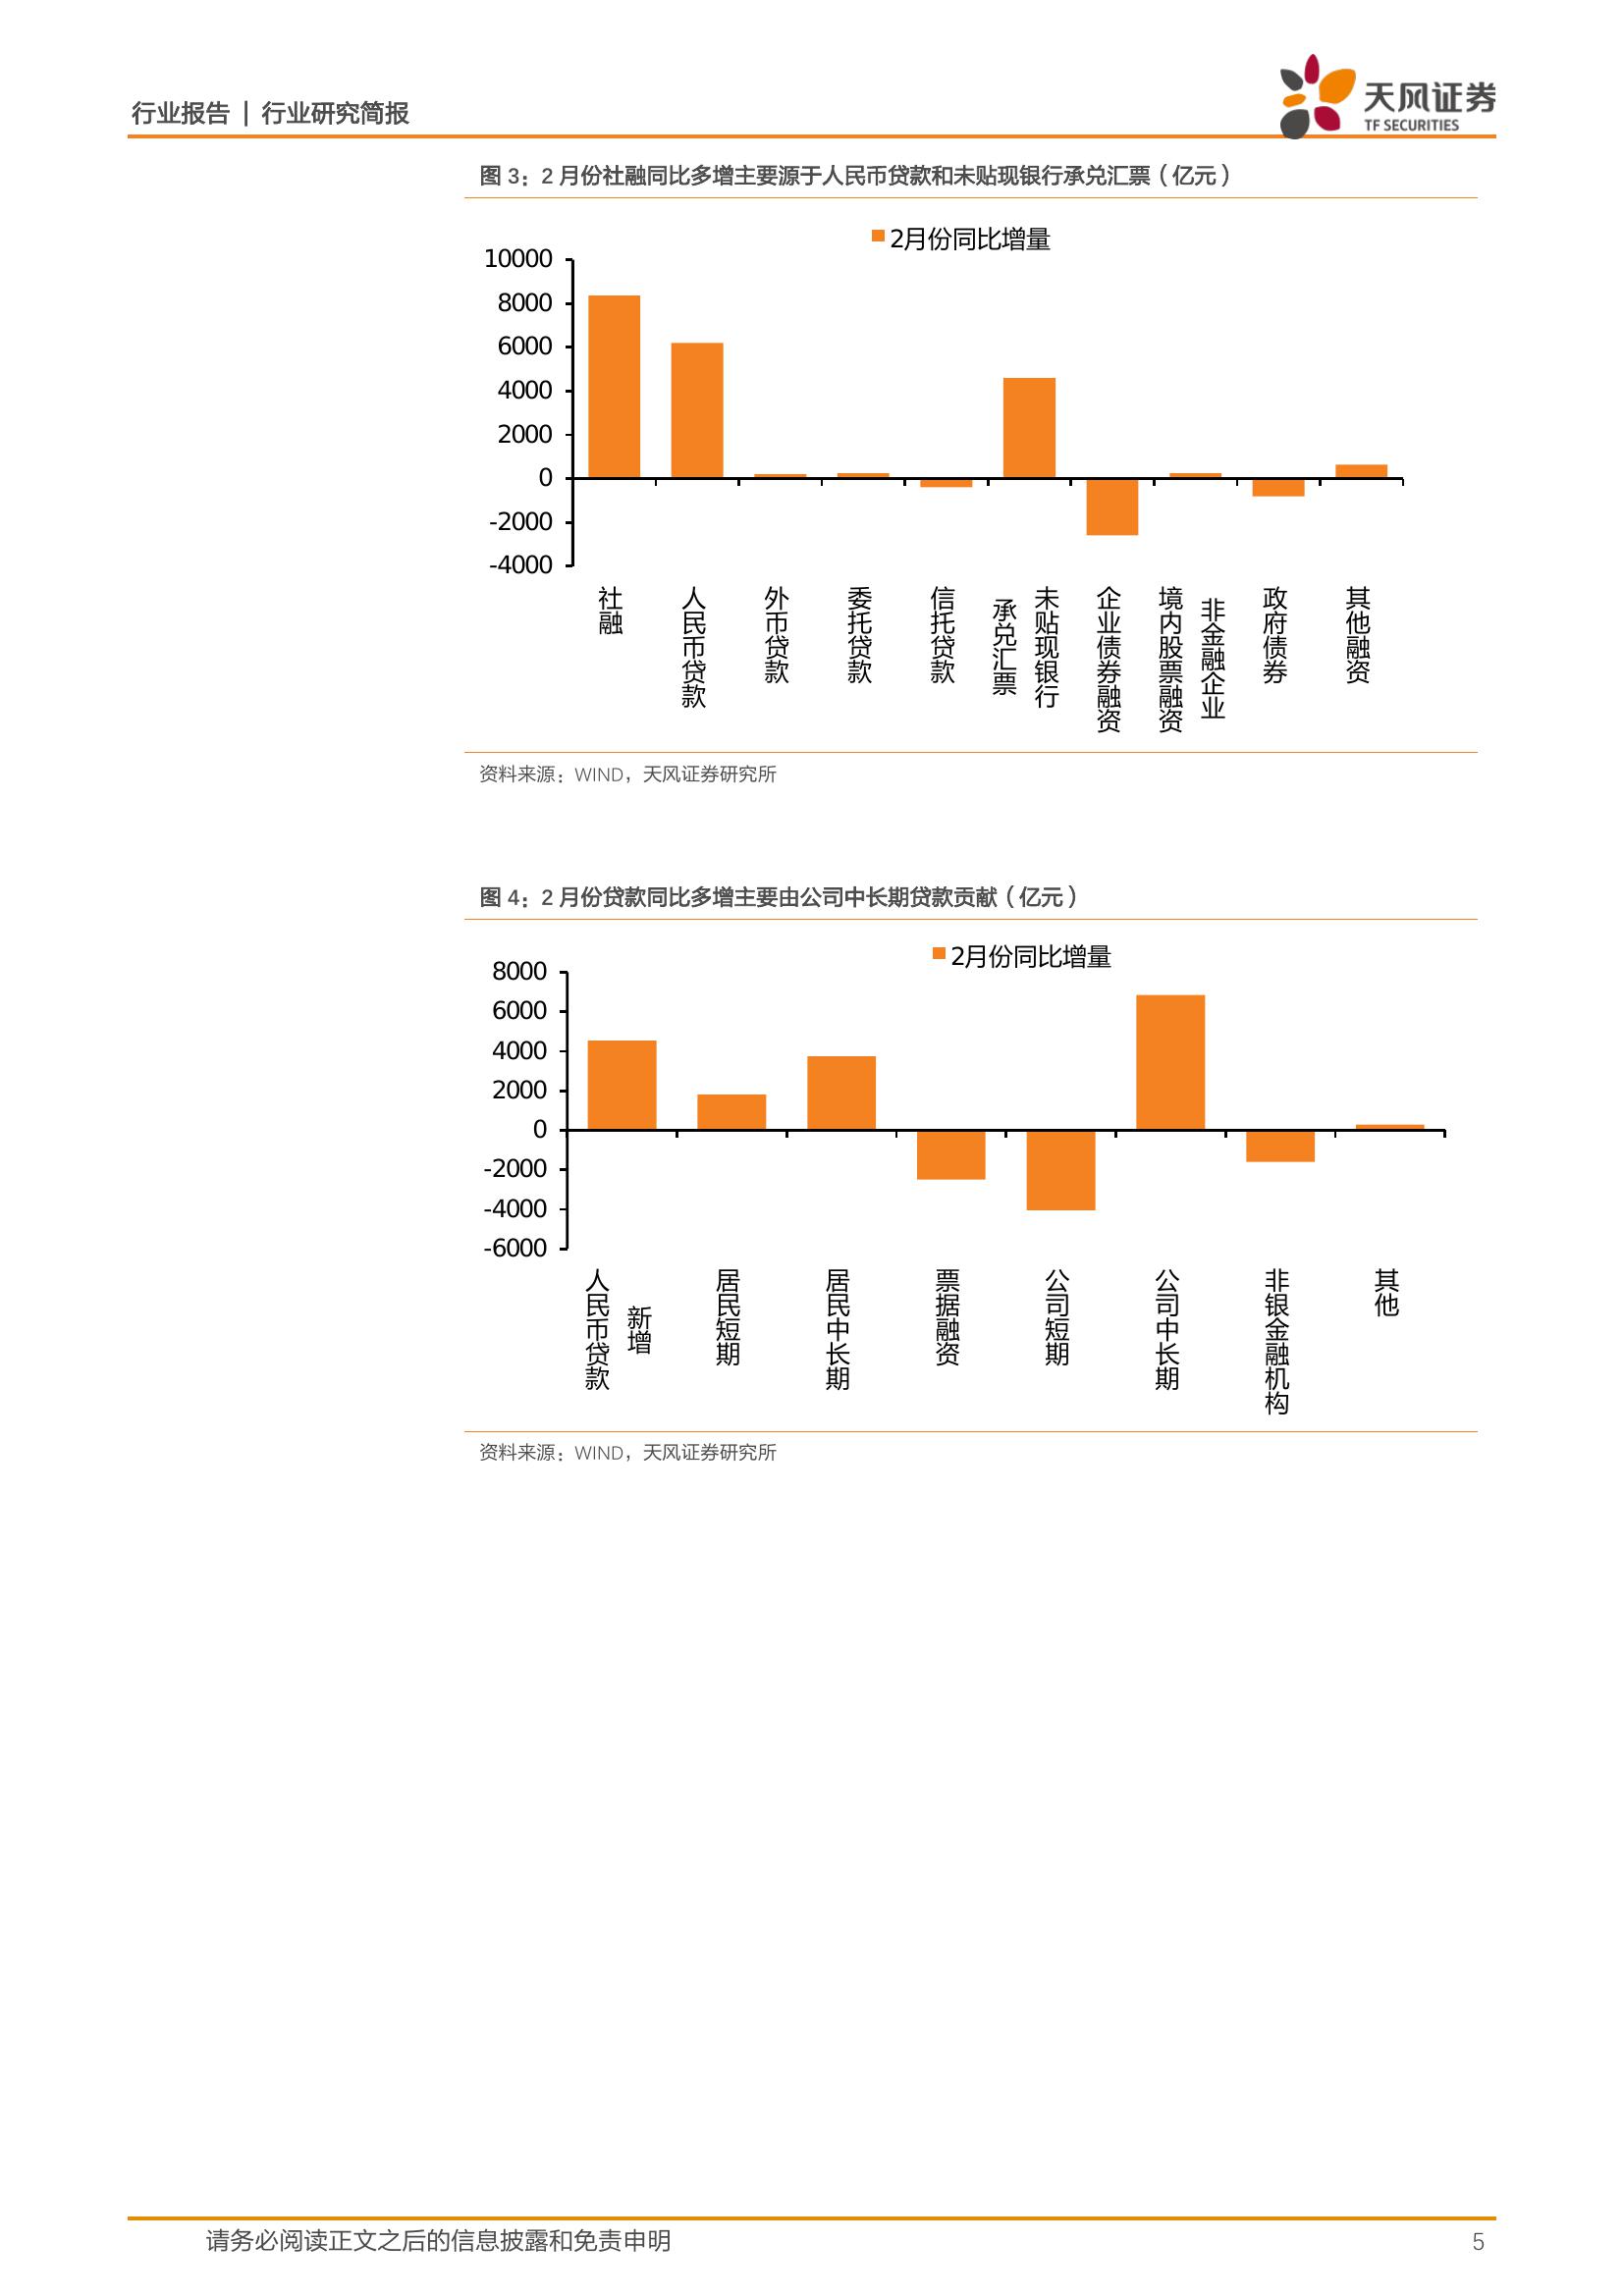 行业报告 | 行业研究简报
天风证券
TF SECURITIES
图 3：2 月份社融同比多增主要源于人民币贷款和未贴现银行承兑汇票（亿元）
2月份同比增量
10000
8000
6000
4000
2000
0
-2000
-4000
社融
人民币贷款
外币贷款
委托贷款
信托贷款
未贴现银行
承兑汇票
企业债券融资
非金融企业
境内股票融资
政府债券
其他融资
资料来源：WIND，天风证券研究所
图 4：2 月份贷款同比多增主要由公司中长期贷款贡献（亿元）
2月份同比增量
8000
6000
4000
2000
0
-2000
-4000
-6000
新增
人民币贷款
居民短期
居民中长期
票据融资
公司短期
公司中长期
非银金融机构
其他
资料来源：WIND，天风证券研究所
请务必阅读正文之后的信息披露和免责申明
5